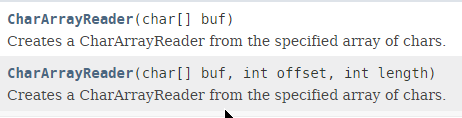 CharArrayReader(char[] buf)
Creates a CharArrayReader from the specified array of chars.
CharArrayReader(char[] buf, int offset, int length)
Creates a CharArrayReader from the specified array of chars.